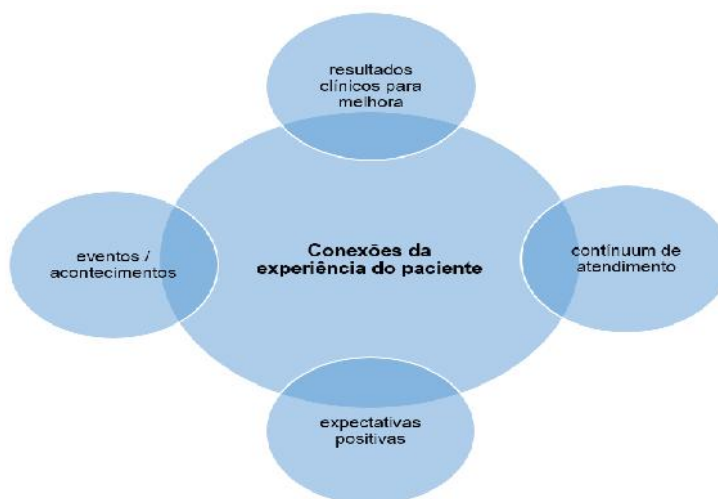 resultados
clínicos para
melhora
eventos /
acontecimentos
Conexões da
experiência do paciente
contínuum de
atendimento
expectativas
positivas